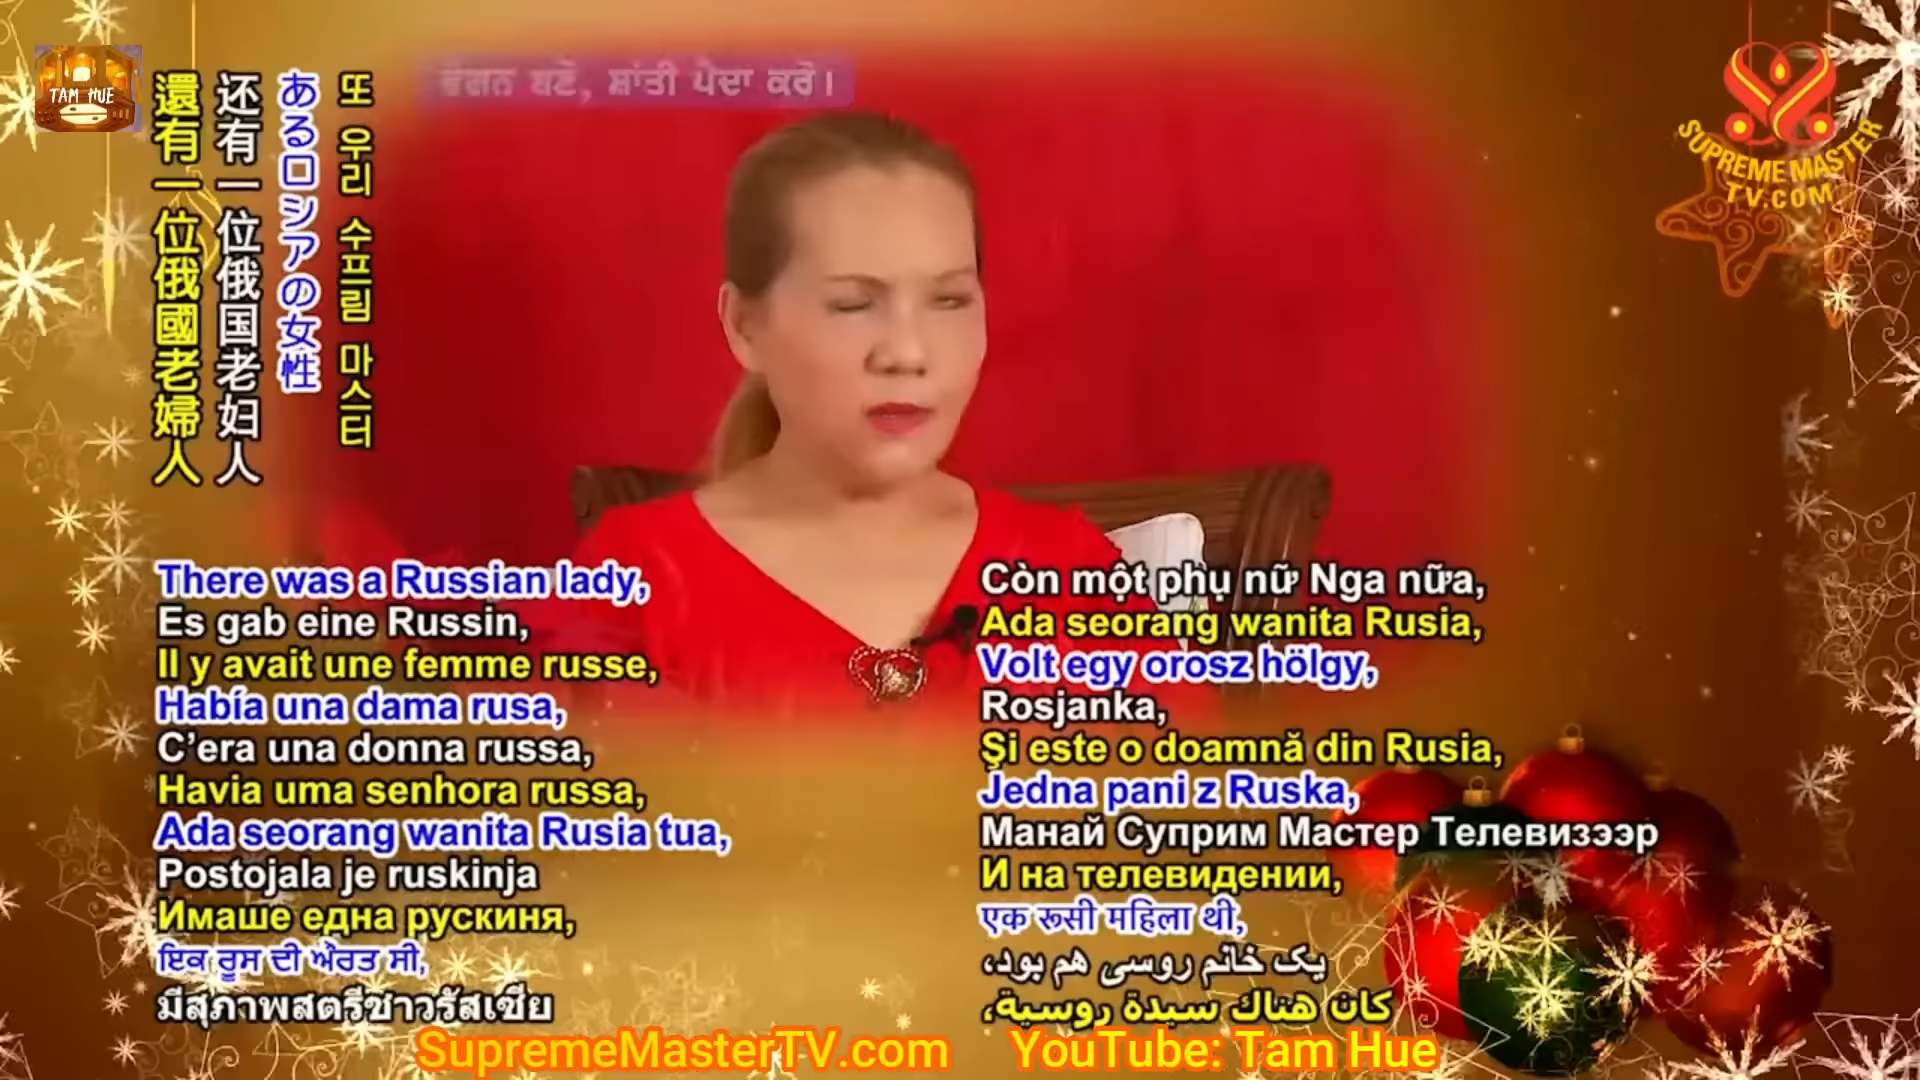 TAM HUE
ਵੀਗਨ ਬਣੋ, ਸ਼ਾਂਤੀ ਪੈਦਾ ਕਰੋ।
SUPREME MASTER
TV.COM
還有一位俄國老婦人
还有一位俄国老妇人
あるロシアの女性
또 우리 수프림 마스터
There was a Russian lady,
Es gab eine Russin,
Il y avait une femme russe,
Había una dama rusa,
C’era una donna russa,
Havia uma senhora russa,
Ada seorang wanita Rusia tua,
Postojala je ruskinja
Имаше една рускиня,
ਇਕ ਰੂਸ ਦੀ ਔਰਤ ਸੀ,
มีสุภาพสตรีชาวรัสเซีย
Còn một phụ nữ Nga nữa,
Ada seorang wanita Rusia,
Volt egy orosz hölgy,
Rosjanka,
Şi este o doamnă din Rusia,
Jedna pani z Ruska,
Манай Суприм Мастер Телевизээр
И на телевидении,
एक रूसी महिला थी,
یک خانم روسی هم بود،
كان هناك سيدة روسية،
SupremeMasterTV.com
YouTube: Tam Hue